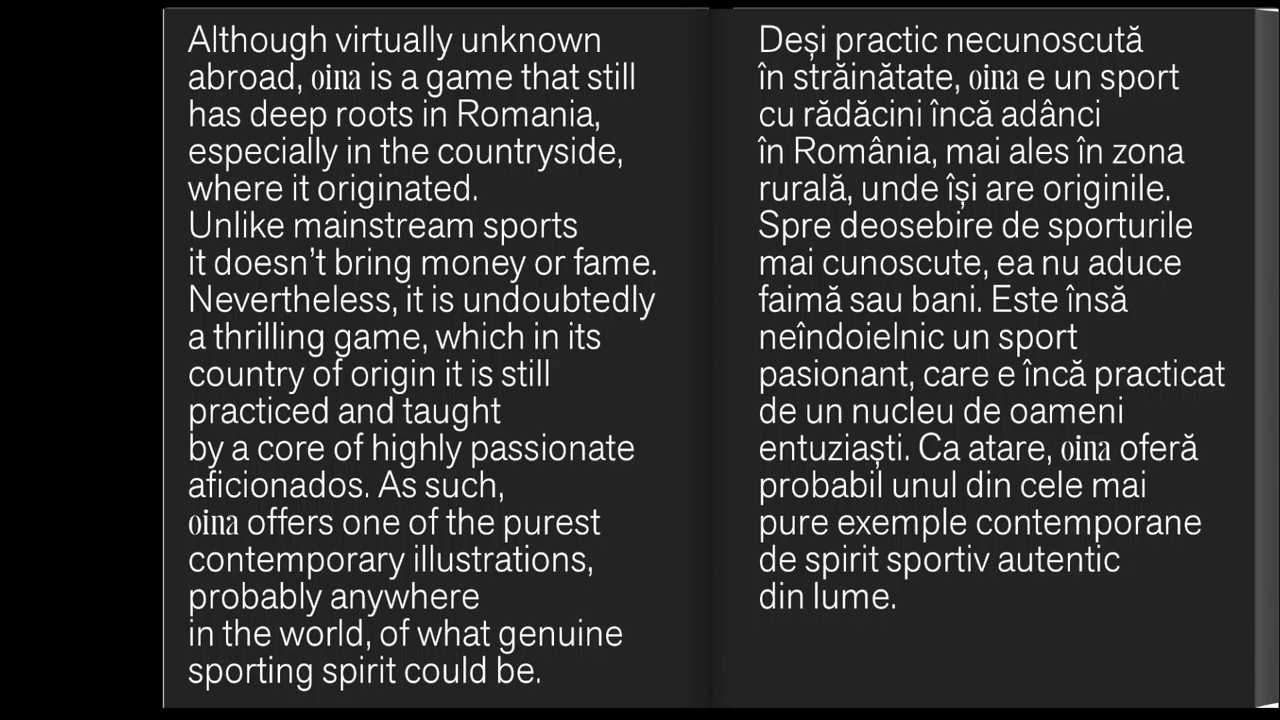 Although virtually unknown
abroad, oina is a game that still
has deep roots in Romania,
especially in the countryside,
where it originated.
Unlike mainstream sports
it doesn’t bring money or fame.
Nevertheless, it is undoubtedly
a thrilling game, which in its
country of origin it is still
practiced and taught
by a core of highly passionate
aficionados. As such,
oina offers one of the purest
contemporary illustrations,
probably anywhere
in the world, of what genuine
sporting spirit could be.
Deși practic necunoscută
în străinătate, oina e un sport
cu rădăcini încă adânci
în România, mai ales în zona
rurală, unde își are originile.
Spre deosebire de sporturile
mai cunoscute, ea nu aduce
faimă sau bani. Este însă
neîndoielnic un sport
pasionant, care e încă practicat
de un nucleu de oameni
entuziaști. Ca atare, oina oferă
probabil unul din cele mai
pure exemple contemporane
de spirit sportiv autentic
din lume.